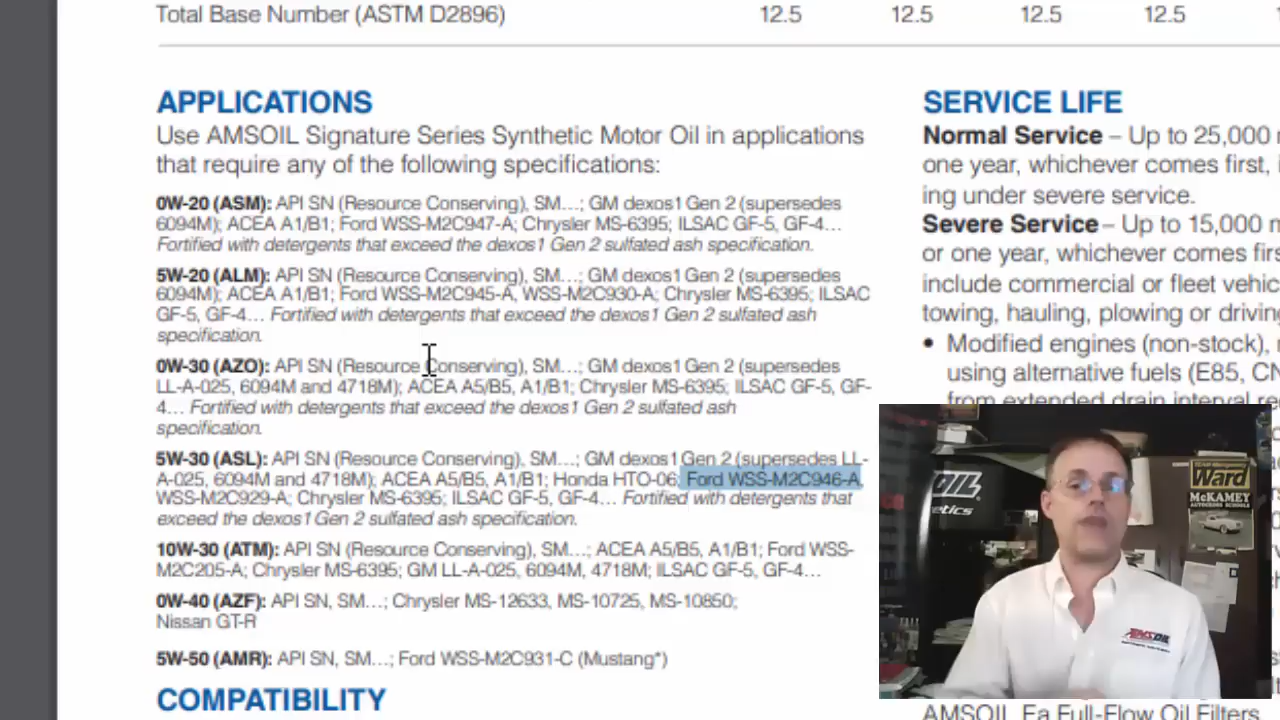 Total Base Number (ASTM D2896) 12.5 12.5 12.5 12.5
APPLICATIONS
Use AMSOIL Signature Series Synthetic Motor Oil in applications
that require any of the following specifications:
0W-20 (ASM): API SN (Resource Conserving), SM...; GM dexos1 Gen 2 (supersedes
6094M); ACEA A1/B1; Ford WSS-M2C947-A; Chrysler MS-6395; ILSAC GF-5, GF-4...
Fortified with detergents that exceed the dexos1 Gen 2 sulfated ash specification.
5W-20 (ALM): API SN (Resource Conserving), SM...; GM dexos1 Gen 2 (supersedes
6094M); ACEA A1/B1; Ford WSS-M2C945-A, WSS-M2C930-A; Chrysler MS-6395; ILSAC
GF-5, GF-4... Fortified with detergents that exceed the dexos1 Gen 2 sulfated ash
specification.
0W-30 (AZO): API SN (Resource Conserving), SM...; GM dexos1 Gen 2 (supersedes
LL-A-025, 6094M and 4718M); ACEA A5/B5, A1/B1; Chrysler MS-6395; ILSAC GF-5, GF-
4... Fortified with detergents that exceed the dexos1 Gen 2 sulfated ash
specification.
5W-30 (ASL): API SN (Resource Conserving), SM...; GM dexos1 Gen 2 (supersedes LL-
A-025, 6094M and 4718M); ACEA A5/B5, A1/B1; Honda HTO-06; Ford WSS-M2C946-A,
WSS-M2C929-A; Chrysler MS-6395; ILSAC GF-5, GF-4... Fortified with detergents that
exceed the dexos1 Gen 2 sulfated ash specification.
10W-30 (ATM): API SN (Resource Conserving), SM...; ACEA A5/B5, A1/B1; Ford WSS-
M2C205-A; Chrysler MS-6395; GM LL-A-025, 6094M, 4718M; ILSAC GF-5, GF-4...
0W-40 (AZF): API SN, SM...; Chrysler MS-12633, MS-10725, MS-10850;
Nissan GT-R
5W-50 (AMR): API SN, SM...; Ford WSS-M2C931-C (Mustang*)
COMPATIBILITY
SERVICE LIFE
Normal Service – Up to 25,000
one year, whichever comes first,
ing under severe service.
Severe Service – Up to 15,000
or one year, whichever comes
include commercial or fleet
towing, hauling, plowing or
• Modified engines (non-stock),
using alternative fuels (E85,
from extended drain interval
AMSOIL Ea Full-Flow Oil Filters
OIL
etics
Ward
McKAMEY
AMSOIL